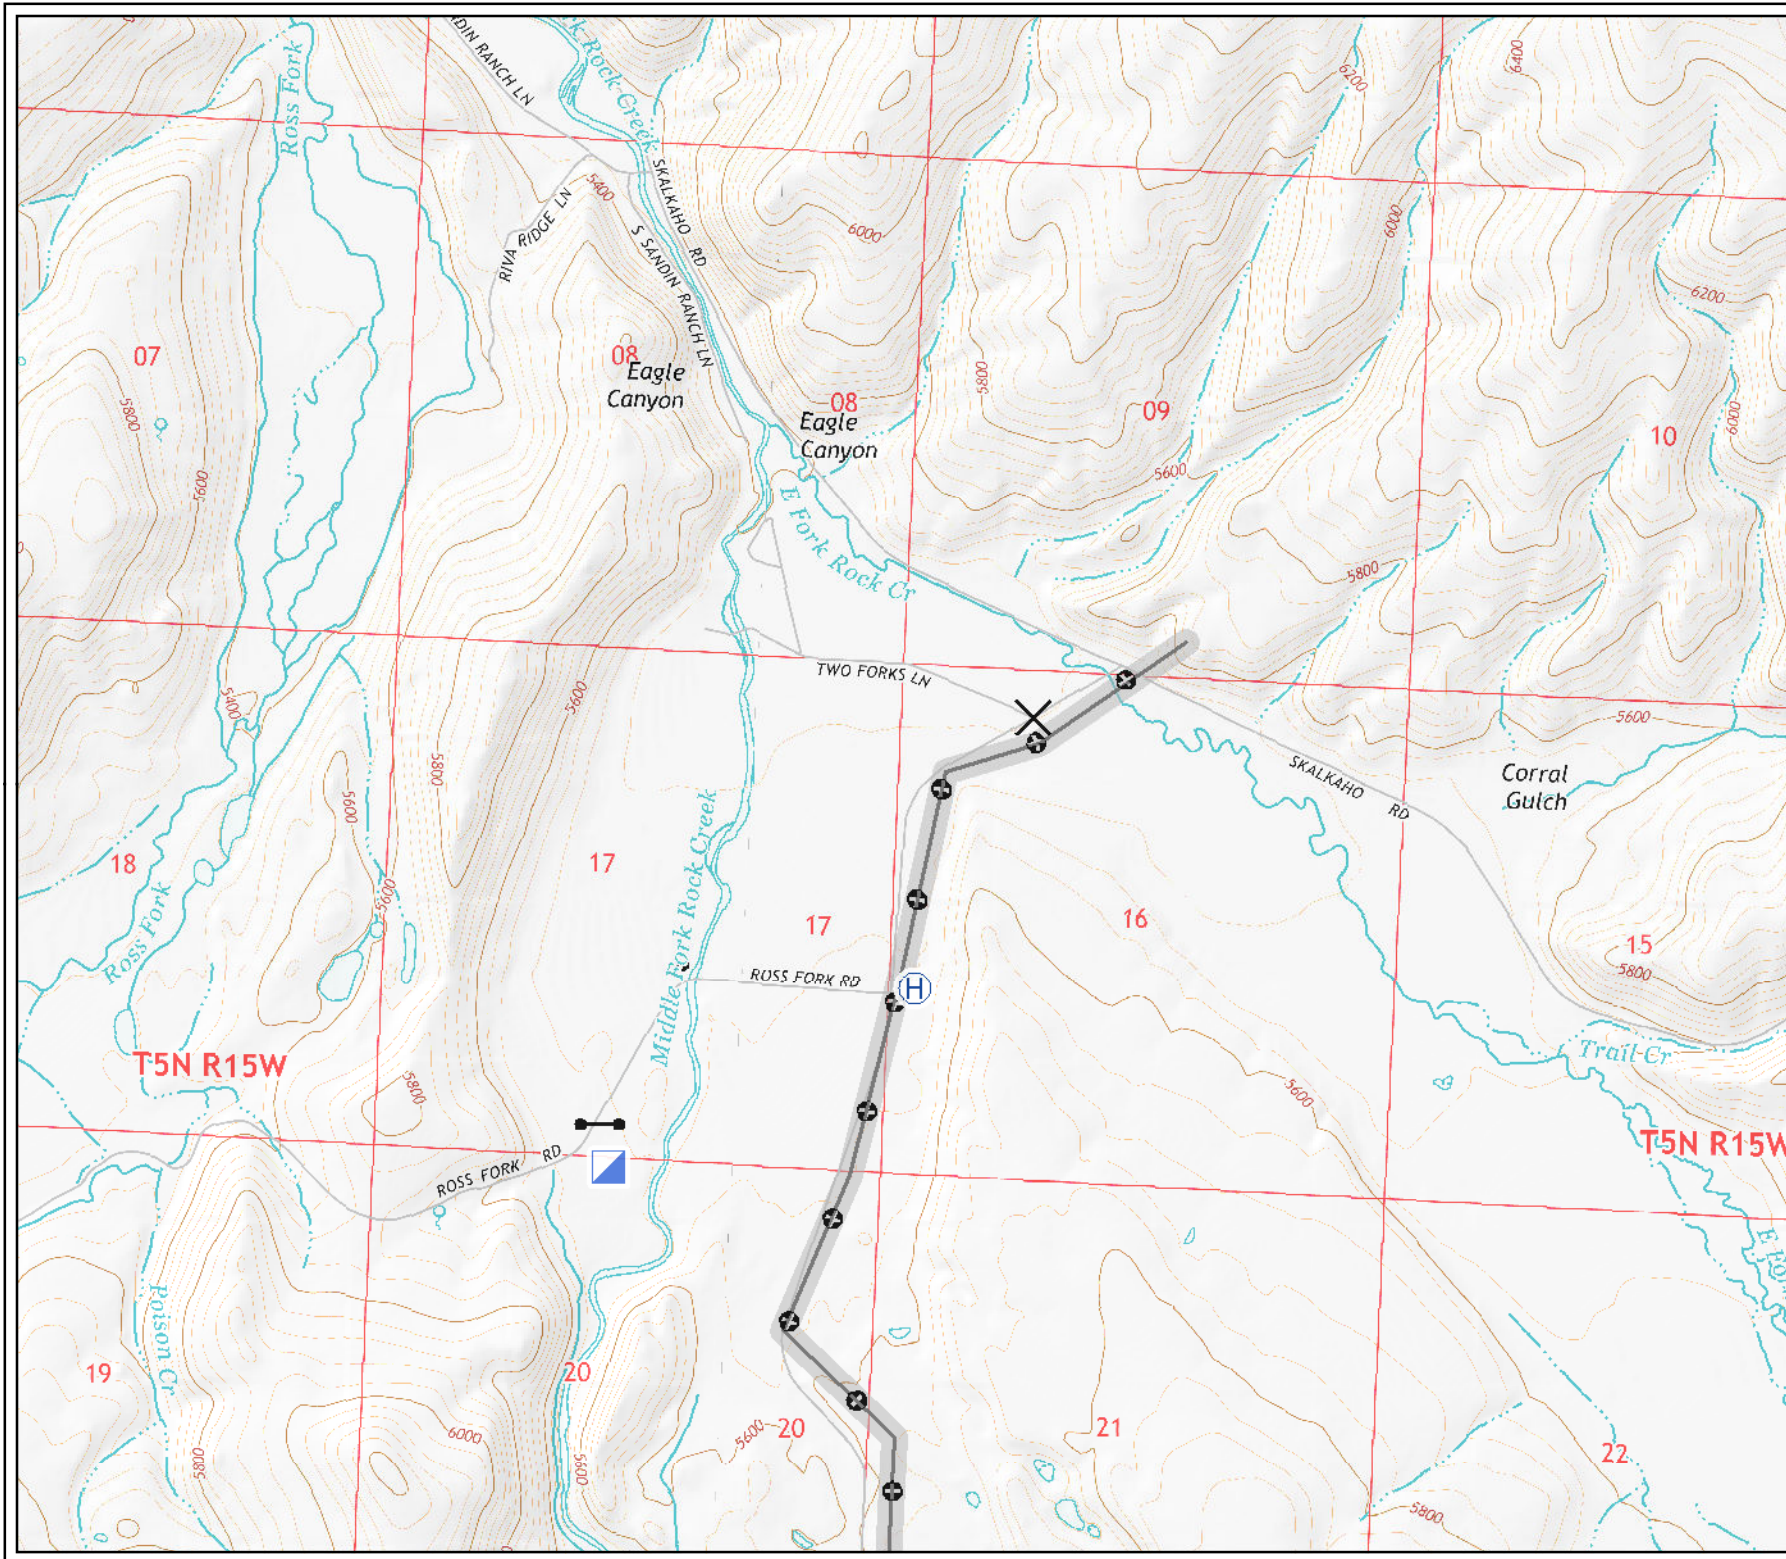 NDIN RANCH LN
Ross Fork
k Rock Creek
6400
6200
SKALKAHO RD
5400
RIVA RIDGE LN
S SANDIN RANCH LN
6000
6000
6200
07
08
Eagle
Canyon
5800
08
Eagle
Canyon
5800
09
10
6000
5600
5600
E Fork Rock Cr
5800
5400
5600
TWO FORKS LN
5600
5800
5600
SKALKAHO RD
Corral
Gulch
18
17
5600
Ross Fork
Middle Fork Rock Creek
17
16
15
5800
ROSS FORK RD
H
T5N R15W
5800
Trail Cr
5600
T5N R15W
ROSS FORK RD
E Fo
Poison Cr
19
20
5800
6000
5600
5600
20
21
22
5800